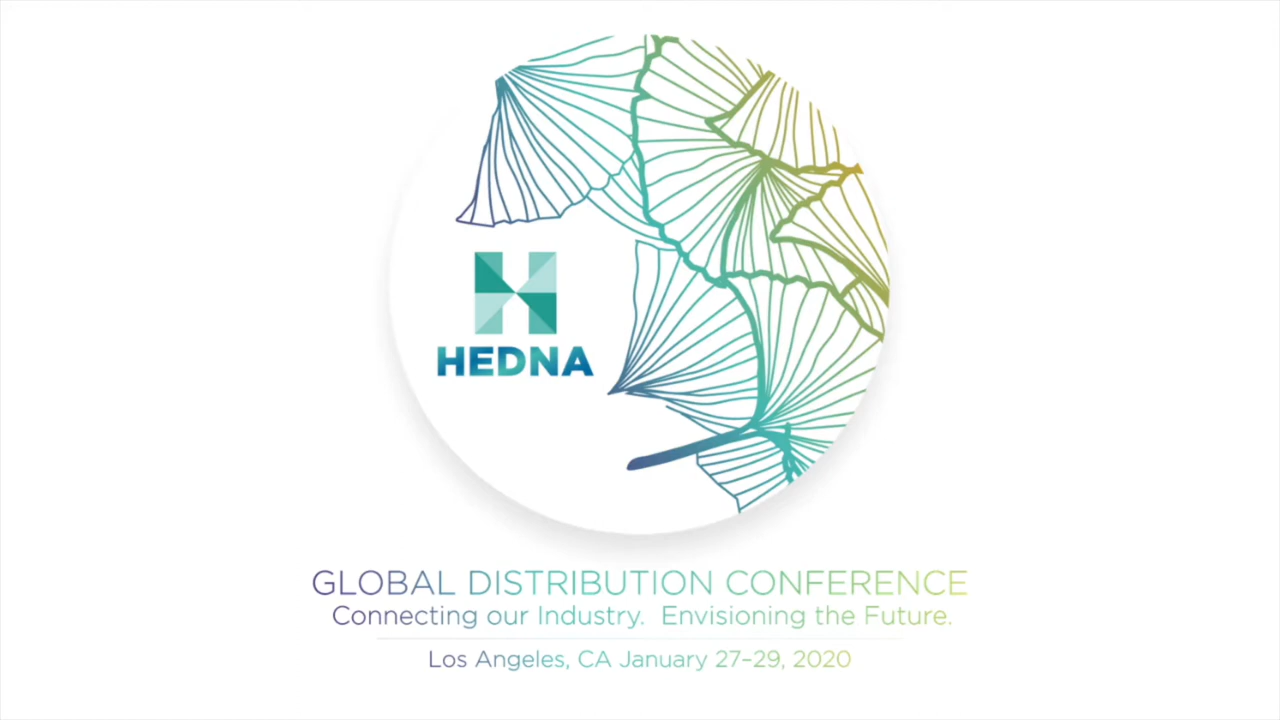 HEDNA
GLOBAL DISTRIBUTION CONFERENCE
Connecting our Industry. Envisioning the Future.
Los Angeles, CA January 27–29, 2020